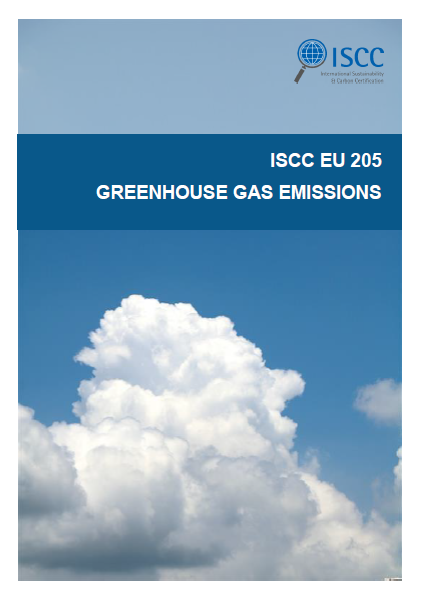 ISCC
International Sustainability
& Carbon Certification
ISCC EU 205
GREENHOUSE GAS EMISSIONS